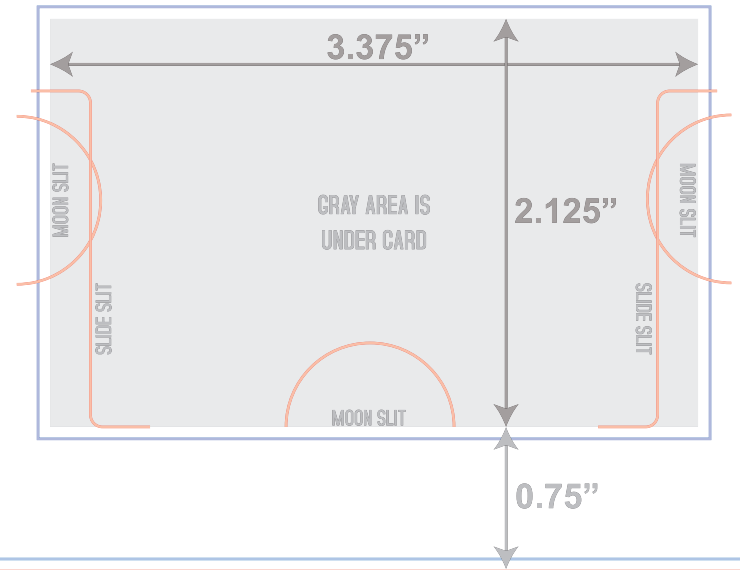 3.375”
MOON SLIT
MOON SLIT
GRAY AREA IS
UNDER CARD
2.125”
SLIDE SLIT
SLIDE SLIT
MOON SLIT
0.75”